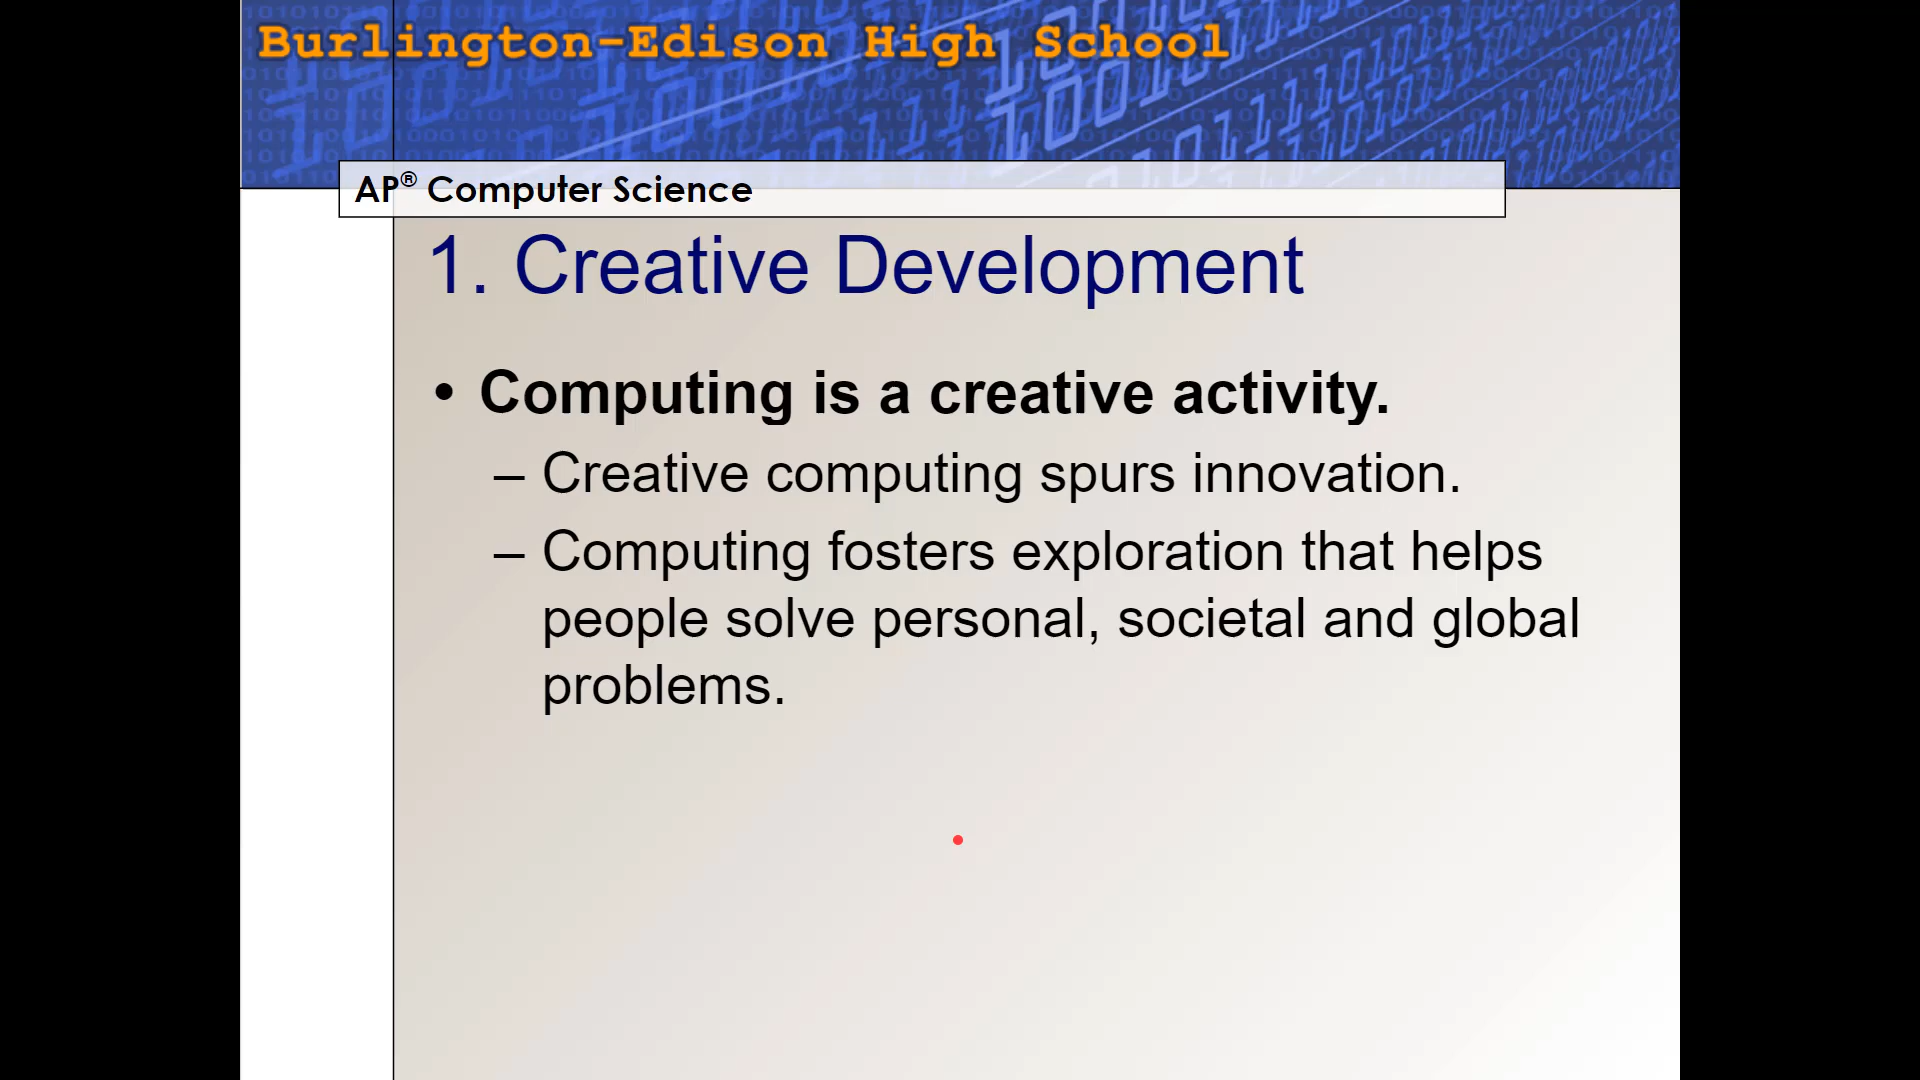 Burlington-Edison High School
AP® Computer Science
1. Creative Development
• Computing is a creative activity.
– Creative computing spurs innovation.
– Computing fosters exploration that helps
people solve personal, societal and global
problems.